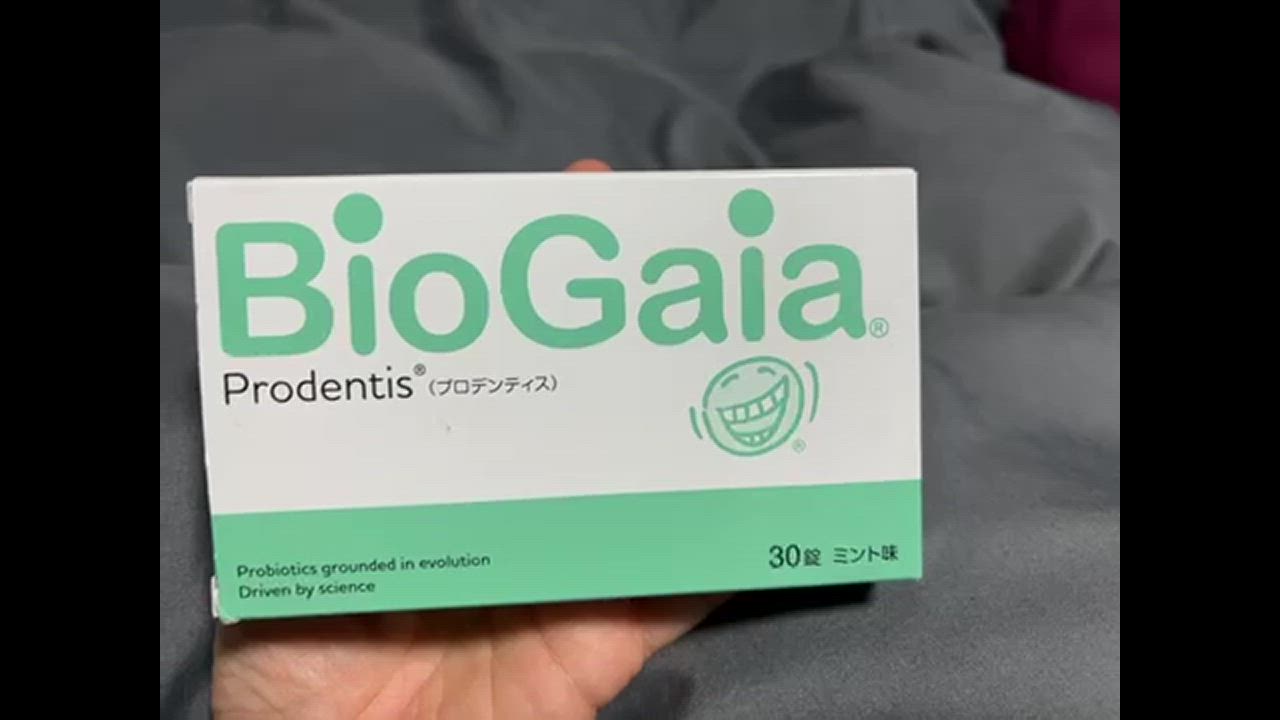 BioGaia®
Prodentis®(プロデンティス)
®
Probiotics grounded in evolution
Driven by science
30錠 ミント味